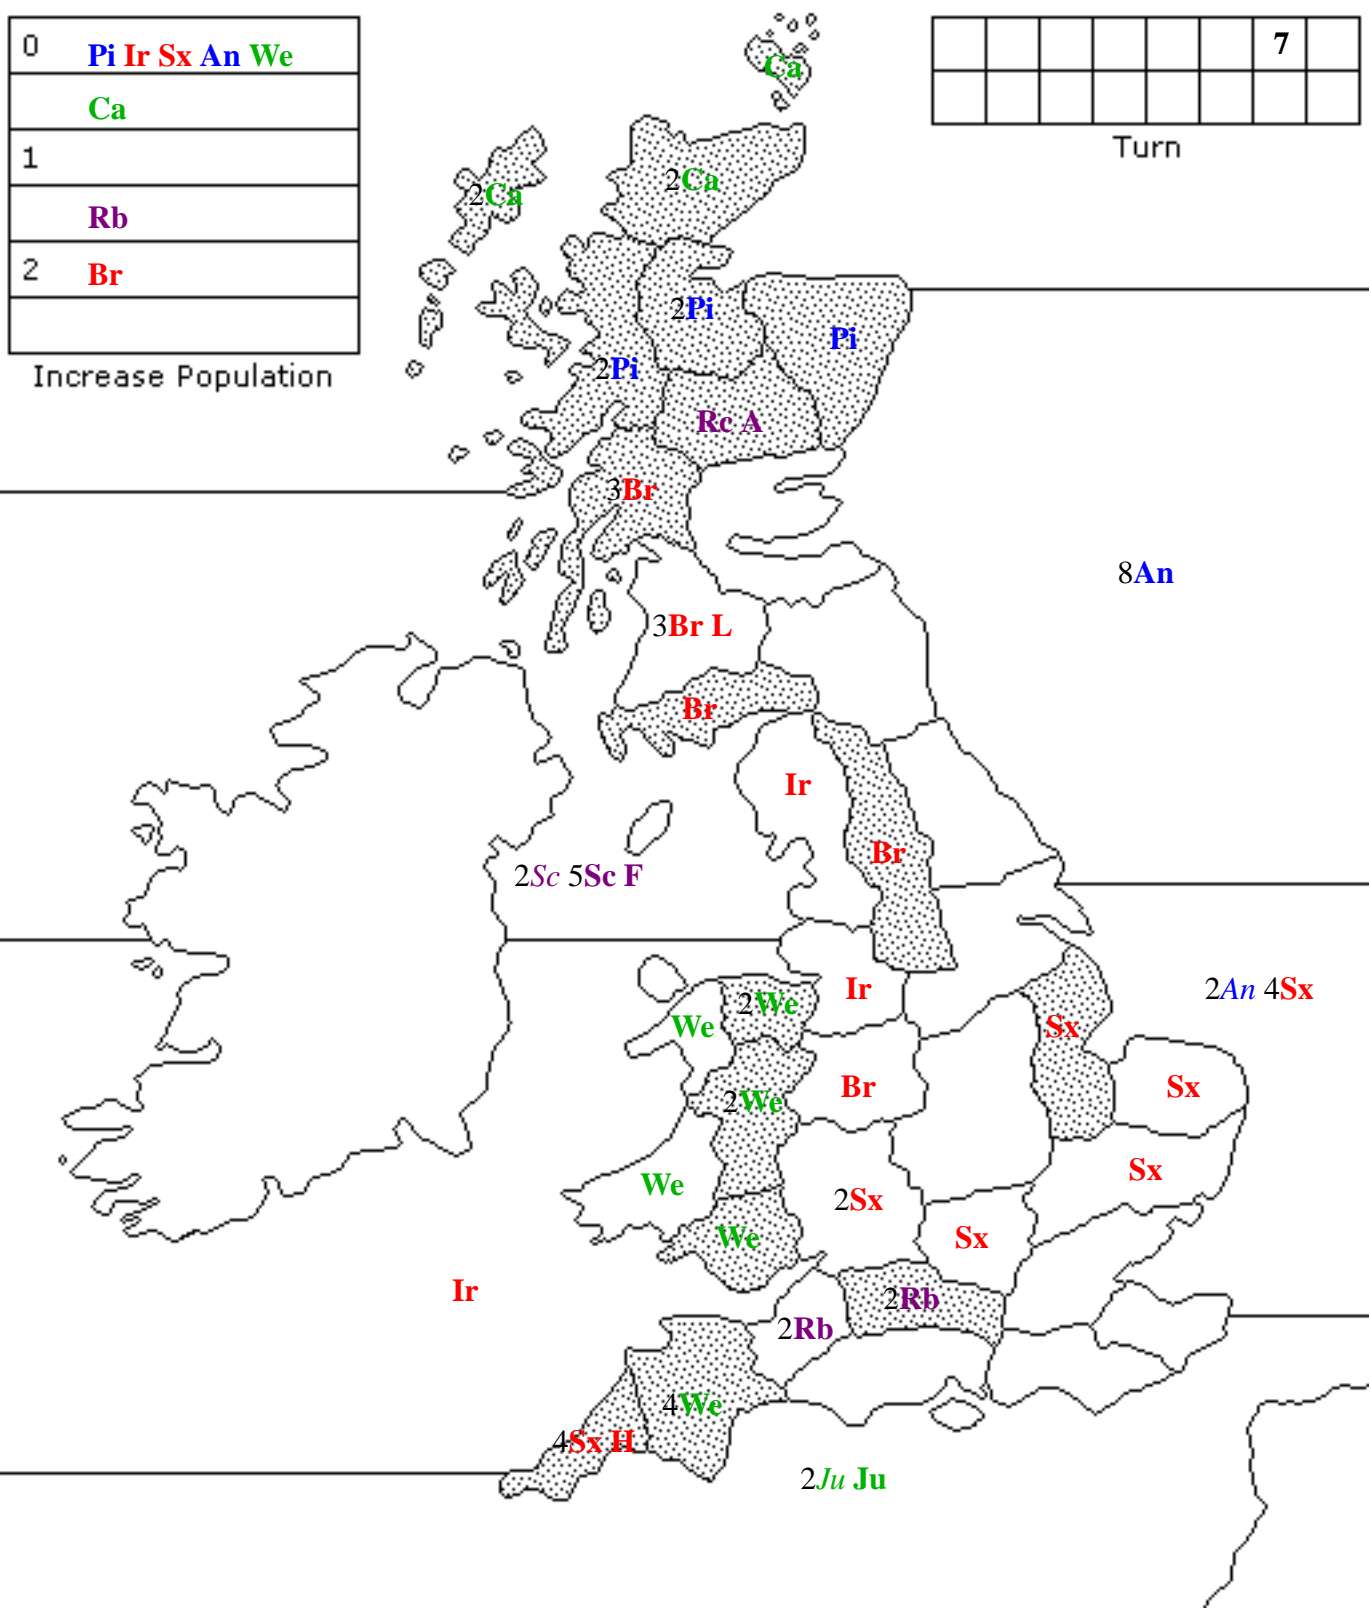 0 Pi Ir Sx An We
Ca
1
Rb
2 Br
Increase Population
7
Turn
Ca
2Ca
2Ca
2Pi
Pi
2Pi
Rc A
3Br
8An
3Br L
Br
Ir
Br
2Sc 5Sc F
Ir
2An 4Sx
2We
We
Sx
Br
Sx
2We
Sx
We
2Sx
We
Sx
Ir
2Rb
2Rb
4We
4Sx H
2Ju Ju